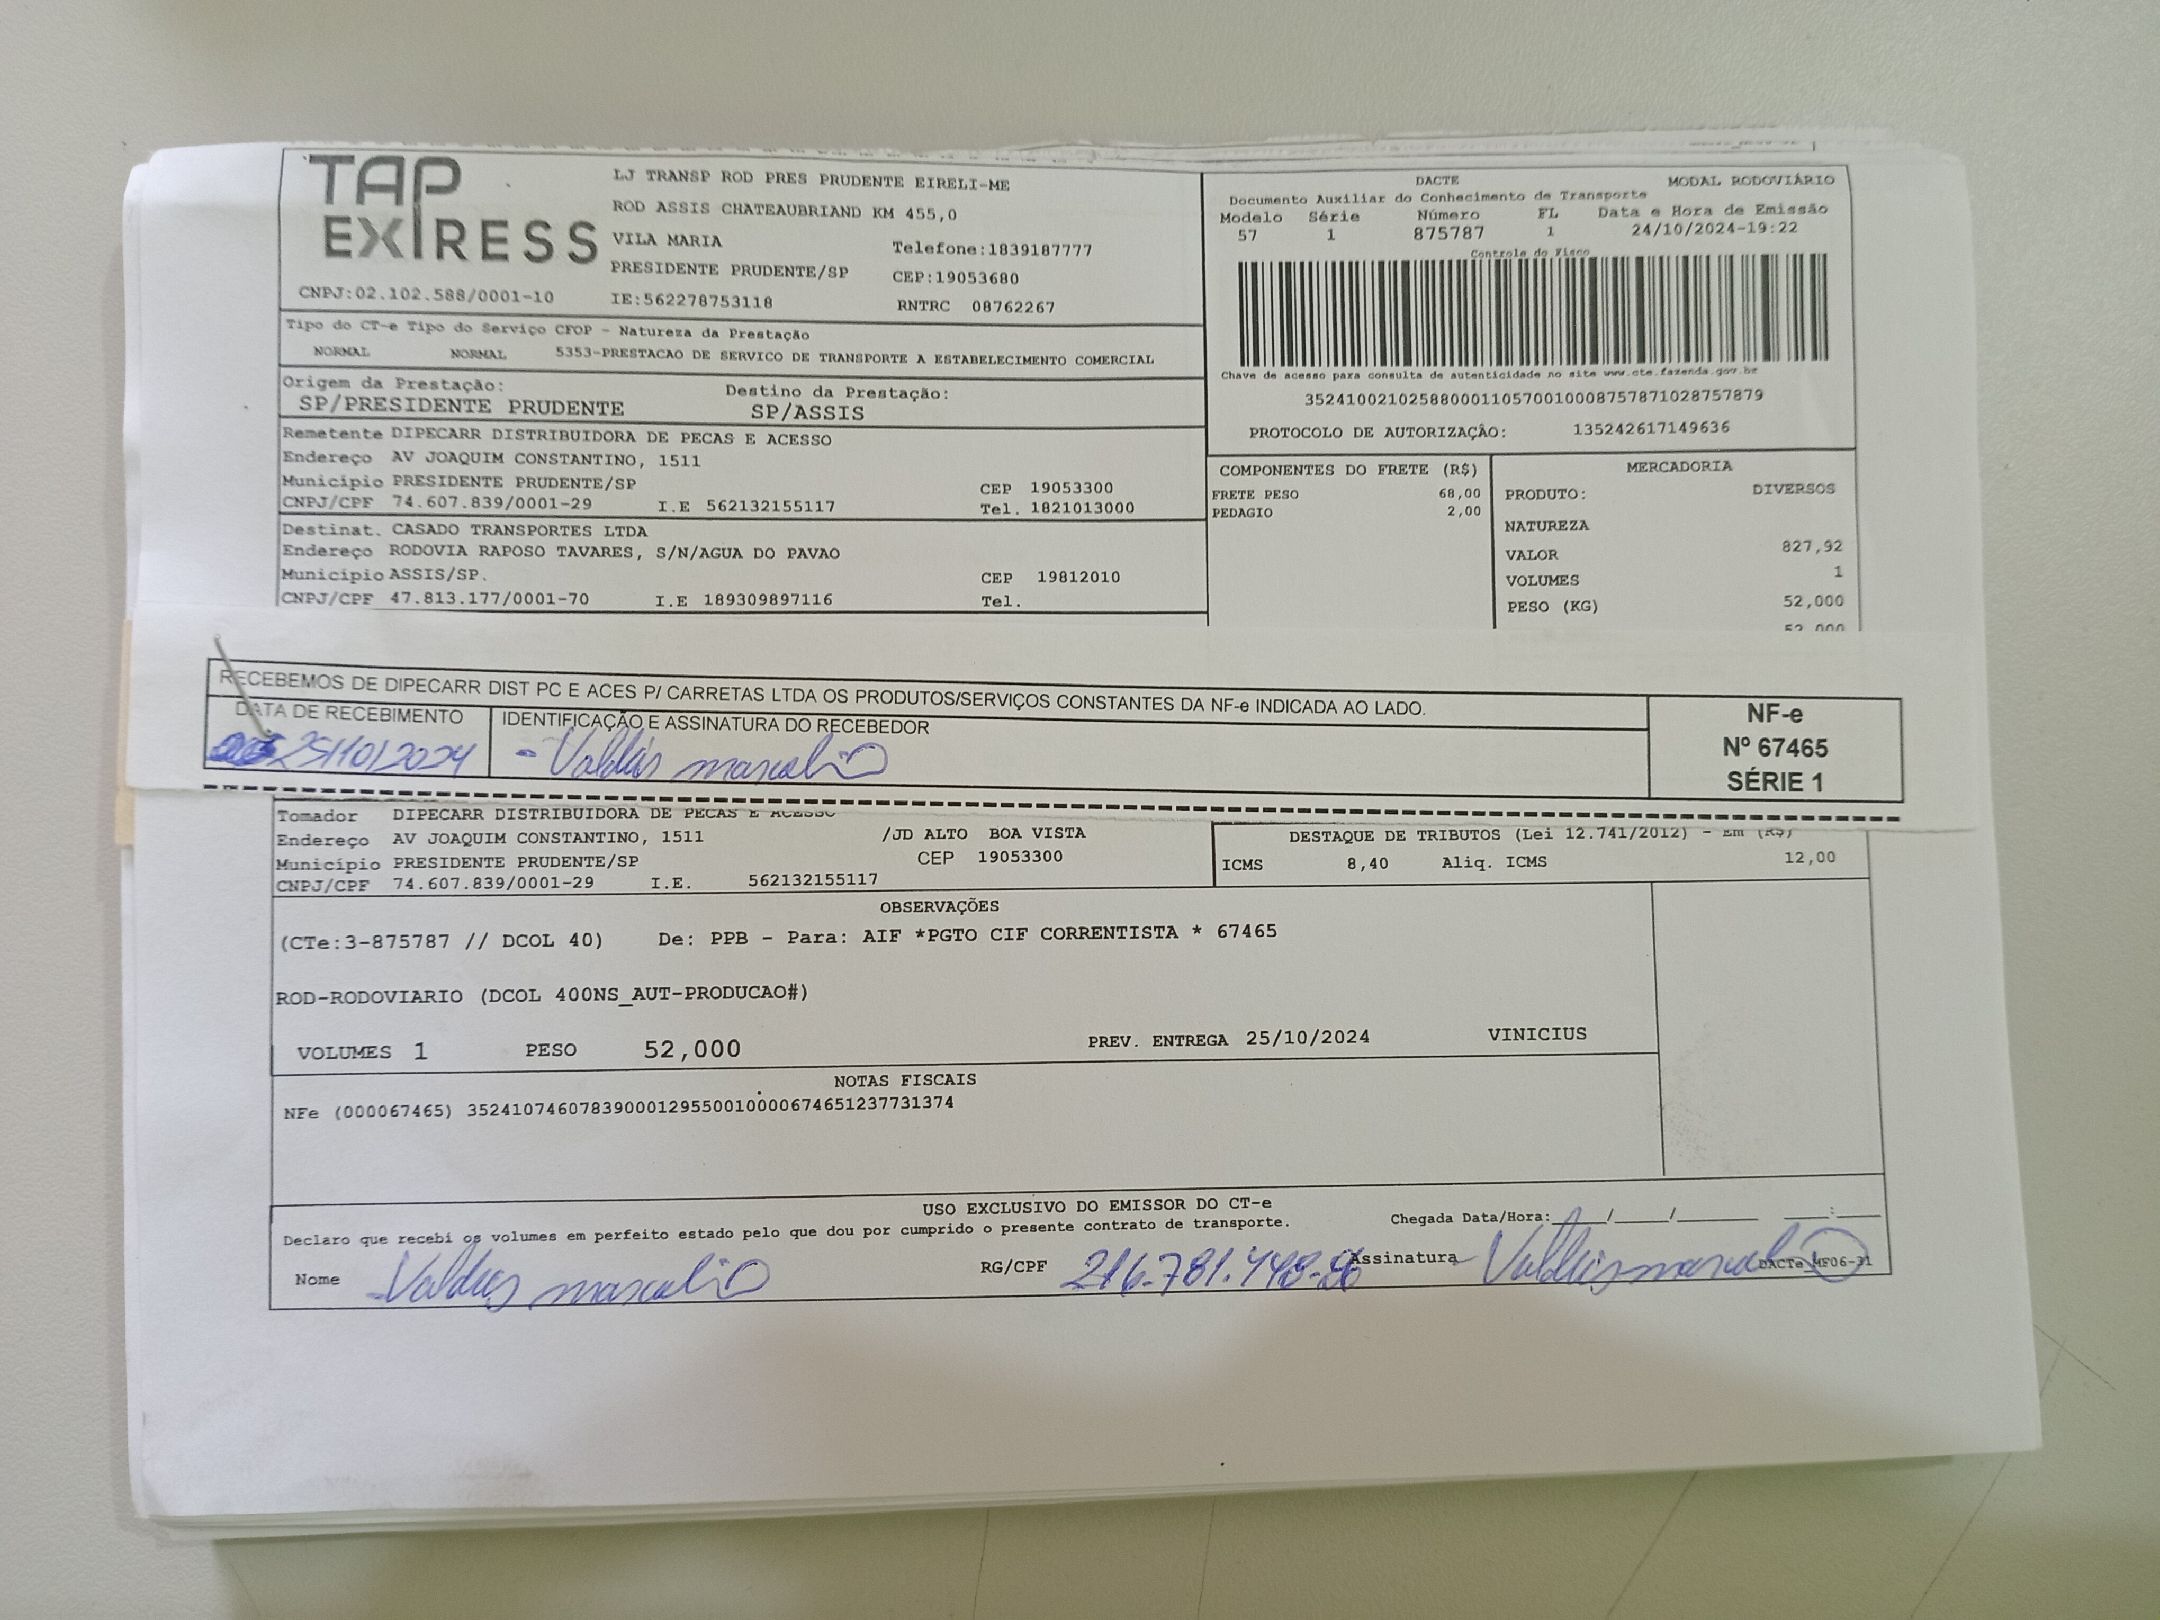 TAP
EXPRESS
CNPJ:02.102.588/0001-10
LJ TRANSP ROD PRES PRUDENTE EIRELI-ME
ROD ASSIS CHATEAUBRIAND KM 455,0
VILA MARIA Telefone:1839187777
PRESIDENTE PRUDENTE/SP CEP:19053680
IE:562278753118 RNTRC 08762267
DACTE MODAL RODOVIÁRIO
Documento Auxiliar do Conhecimento de Transporte
Modelo Série Número FL Data e Hora de Emissão
57 1 875787 1 24/10/2024-19:22
Controle do Fisco
Chave de acesso para consulta de autenticidade no site www.cte.fazenda.gov.br
35241002102588000110570010008757871028757879
PROTOCOLO DE AUTORIZAÇÂO: 135242617149636
Tipo do CT-e Tipo do Serviço CFOP - Natureza da Prestação
NORMAL NORMAL 5353-PRESTACAO DE SERVICO DE TRANSPORTE A ESTABELECIMENTO COMERCIAL
Origem da Prestação: Destino da Prestação:
SP/PRESIDENTE PRUDENTE SP/ASSIS
Remetente DIPECARR DISTRIBUIDORA DE PECAS E ACESSO
Endereço AV JOAQUIM CONSTANTINO, 1511
Município PRESIDENTE PRUDENTE/SP CEP 19053300
CNPJ/CPF 74.607.839/0001-29 I.E 562132155117 Tel. 1821013000
Destinat. CASADO TRANSPORTES LTDA
Endereço RODOVIA RAPOSO TAVARES, S/N/AGUA DO PAVAO
Município ASSIS/SP. CEP 19812010
CNPJ/CPF 47.813.177/0001-70 I.E 189309897116 Tel.
COMPONENTES DO FRETE (R$)
FRETE PESO 68,00
PEDAGIO 2,00
MERCADORIA
PRODUTO: DIVERSOS
NATUREZA
VALOR 827,92
VOLUMES 1
PESO (KG) 52,000
52,000
RECEBEMOS DE DIPECARR DIST PC E ACES P/ CARRETAS LTDA OS PRODUTOS/SERVIÇOS CONSTANTES DA NF-e INDICADA AO LADO.
DATA DE RECEBIMENTO IDENTIFICAÇÃO E ASSINATURA DO RECEBEDOR
25/10/2024
NF-e
Nº 67465
SÉRIE 1
Tomador DIPECARR DISTRIBUIDORA DE PECAS E ACESSO
Endereço AV JOAQUIM CONSTANTINO, 1511 /JD ALTO BOA VISTA
Município PRESIDENTE PRUDENTE/SP CEP 19053300
CNPJ/CPF 74.607.839/0001-29 I.E. 562132155117
DESTAQUE DE TRIBUTOS (Lei 12.741/2012) - Em (R$)
ICMS 8,40 Aliq. ICMS 12,00
OBSERVAÇÕES
(CTe:3-875787 // DCOL 40) De: PPB - Para: AIF *PGTO CIF CORRENTISTA * 67465
ROD-RODOVIARIO (DCOL 400NS_AUT-PRODUCAO#)
VOLUMES 1 PESO 52,000 PREV. ENTREGA 25/10/2024 VINICIUS
NOTAS FISCAIS
NFe (000067465) 35241074607839000129550010000674651237731374
USO EXCLUSIVO DO EMISSOR DO CT-e
Declaro que recebi os volumes em perfeito estado pelo que dou por cumprido o presente contrato de transporte. Chegada Data/Hora:____/____/________ ____:____
Nome RG/CPF Assinatura
DACTe_MF06-31